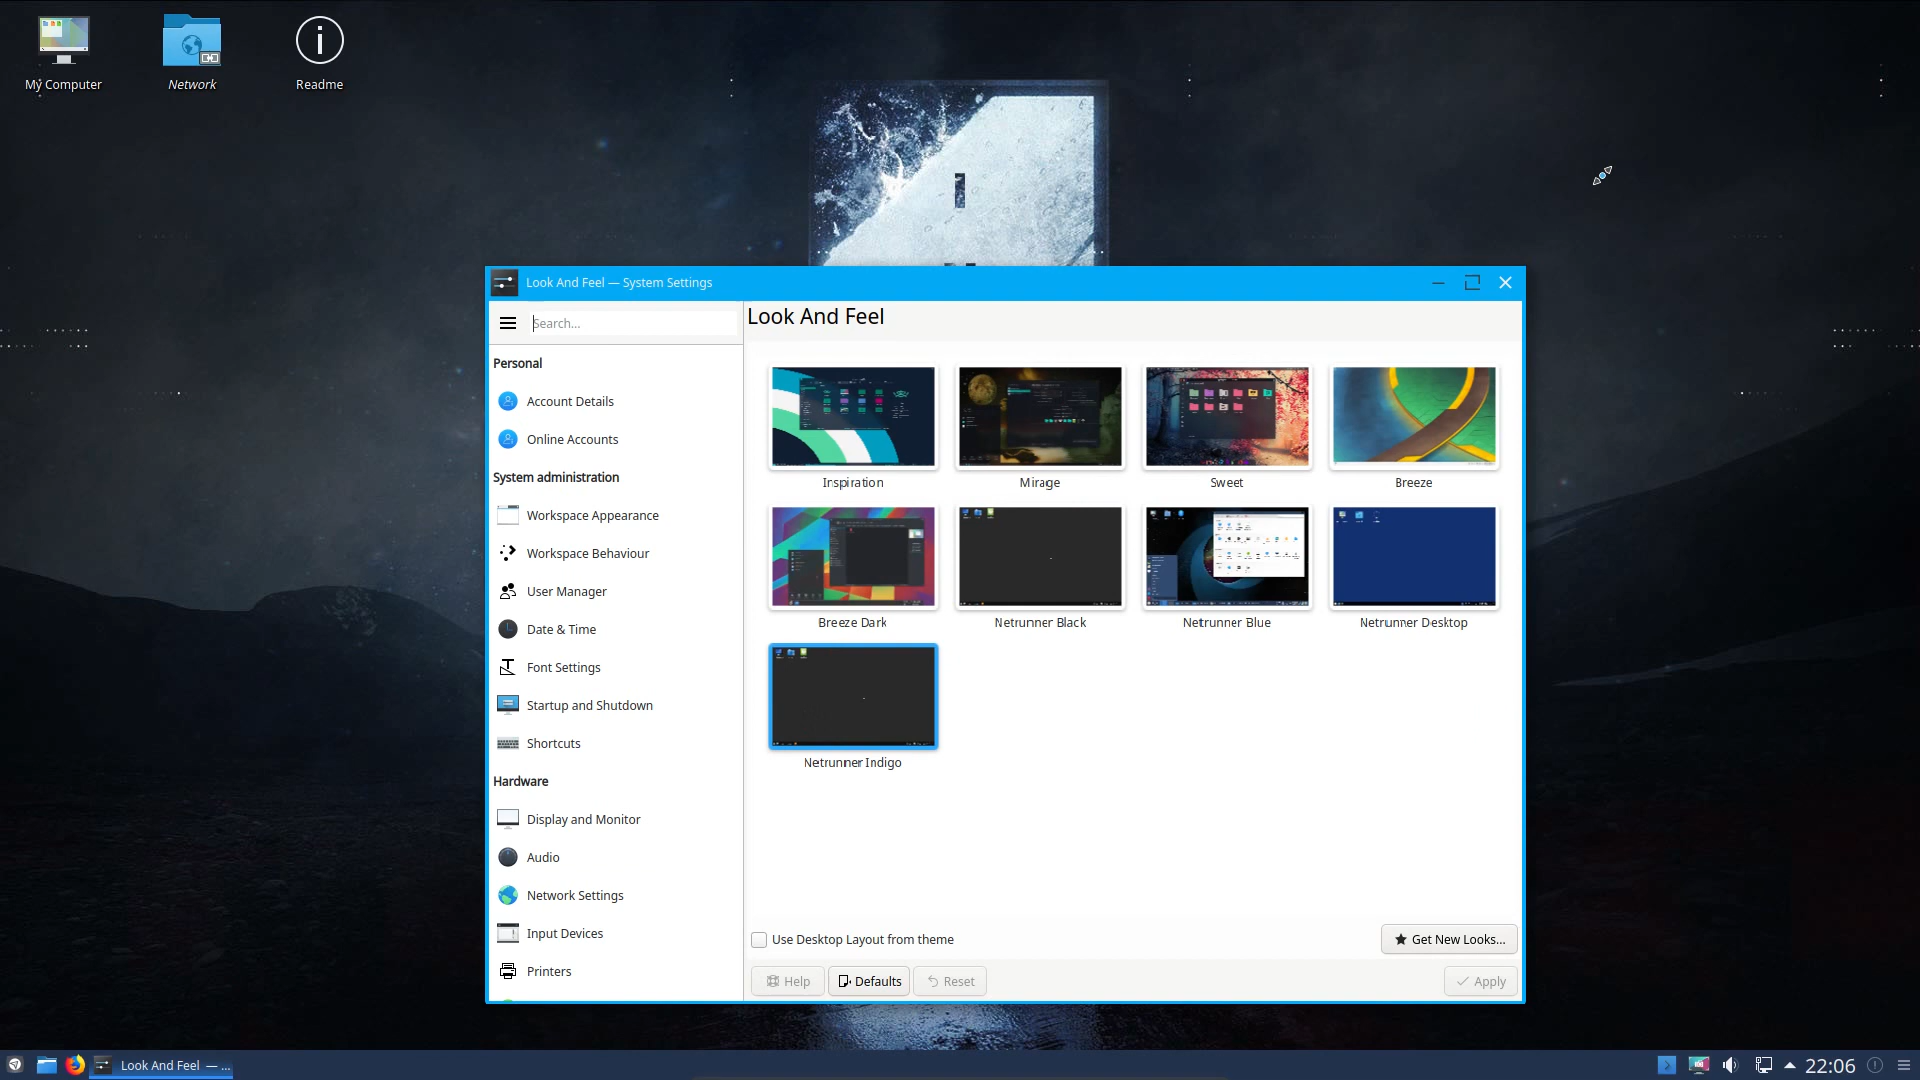 My Computer
Network
Readme
Look And Feel — System Settings
Search...
Look And Feel
Personal
Account Details
Online Accounts
System administration
Workspace Appearance
Workspace Behaviour
User Manager
Date & Time
Font Settings
Startup and Shutdown
Shortcuts
Hardware
Display and Monitor
Audio
Network Settings
Input Devices
Printers
Inspiration
Mirage
Sweet
Breeze
Breeze Dark
Netrunner Black
Netrunner Blue
Netrunner Desktop
Netrunner Indigo
Use Desktop Layout from theme
Get New Looks...
Help
Defaults
Reset
Apply
Look And Feel — ...
22:06